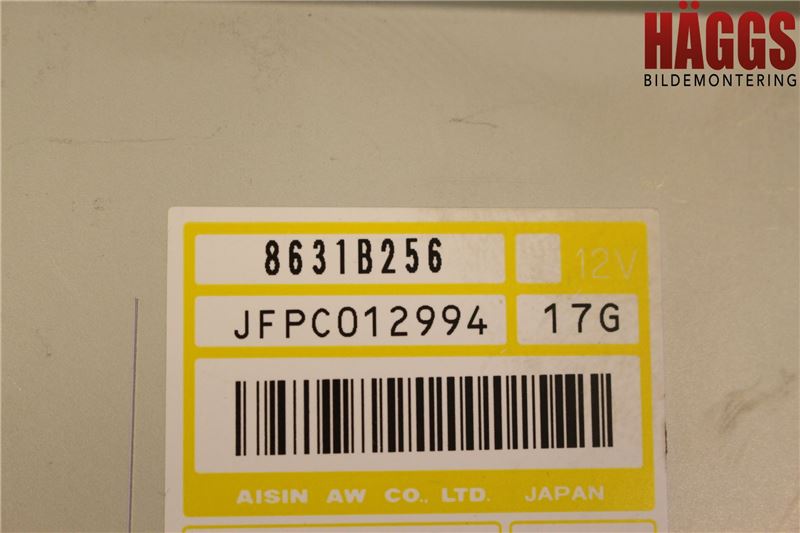 HÄGGS
BILDEMONTERING
8631B256 12V
JFPC012994 17G
AISIN AW CO., LTD. JAPAN